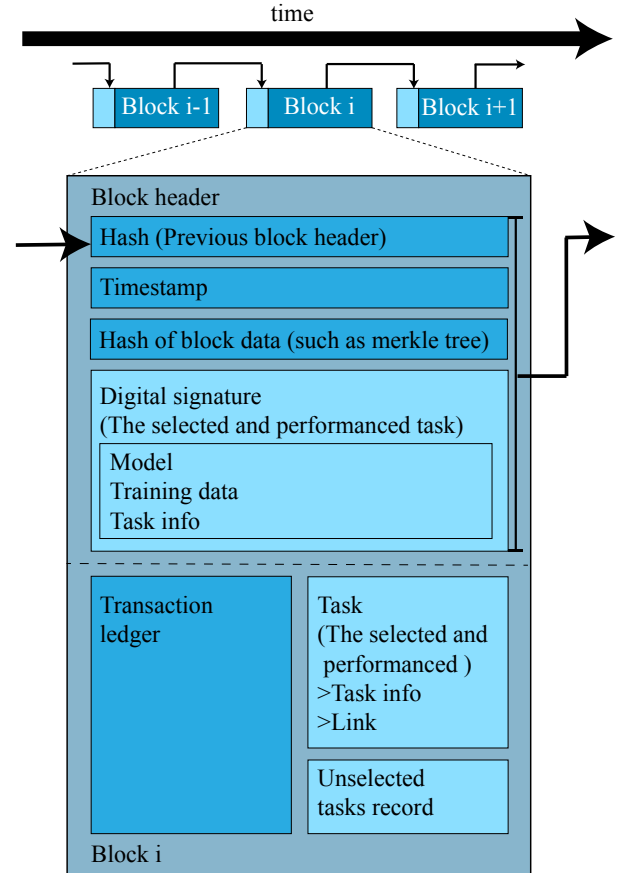 time
Block i-1
Block i
Block i+1
Block header
Hash (Previous block header)
Timestamp
Hash of block data (such as merkle tree)
Digital signature
(The selected and performanced task)
Model
Training data
Task info
Transaction
ledger
Task
(The selected and
performanced )
>Task info
>Link
Unselected
tasks record
Block i